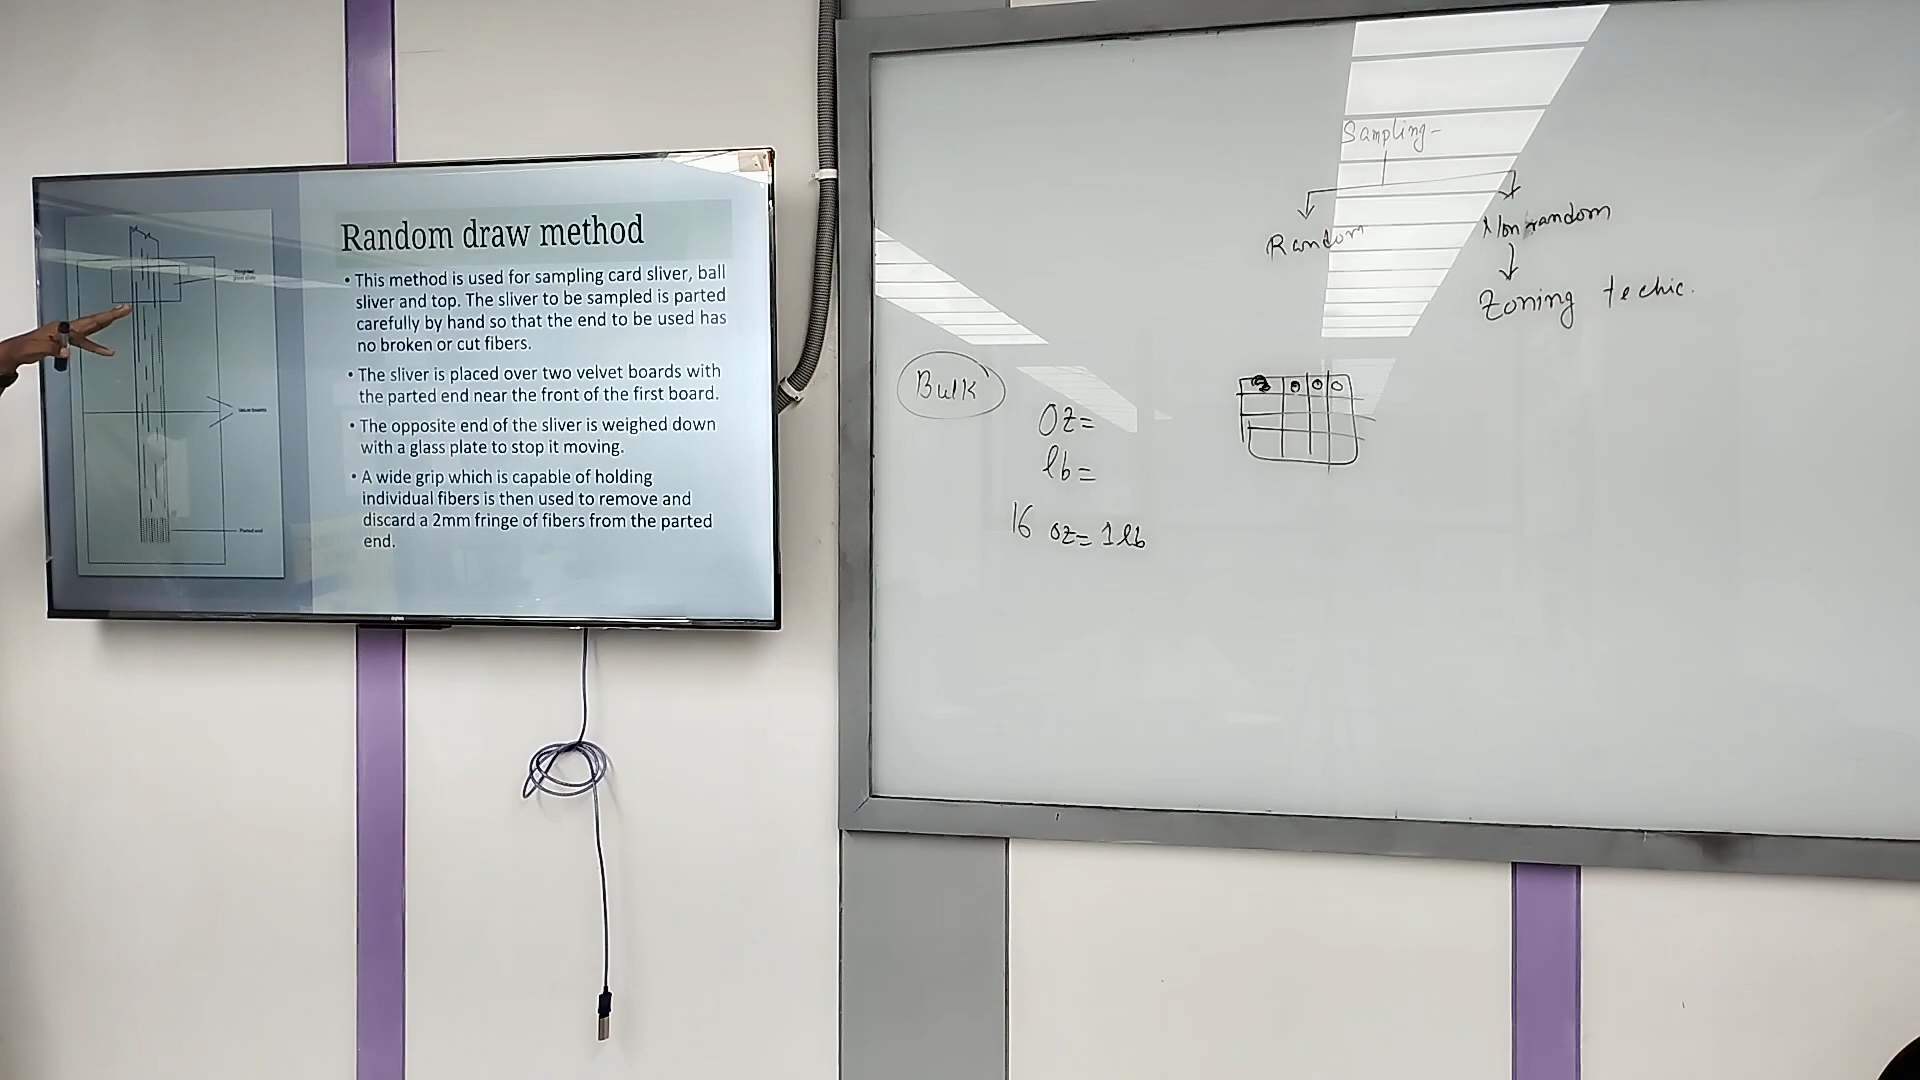 Random draw method
• This method is used for sampling card sliver, ball
sliver and top. The sliver to be sampled is parted
carefully by hand so that the end to be used has
no broken or cut fibers.
• The sliver is placed over two velvet boards with
the parted end near the front of the first board.
• The opposite end of the sliver is weighed down
with a glass plate to stop it moving.
• A wide grip which is capable of holding
individual fibers is then used to remove and
discard a 2mm fringe of fibers from the parted
end.
Parted end
Sampling-
Random
Non random
Zoning techic.
Bulk
Oz=
lb=
16 oz= 1 lb